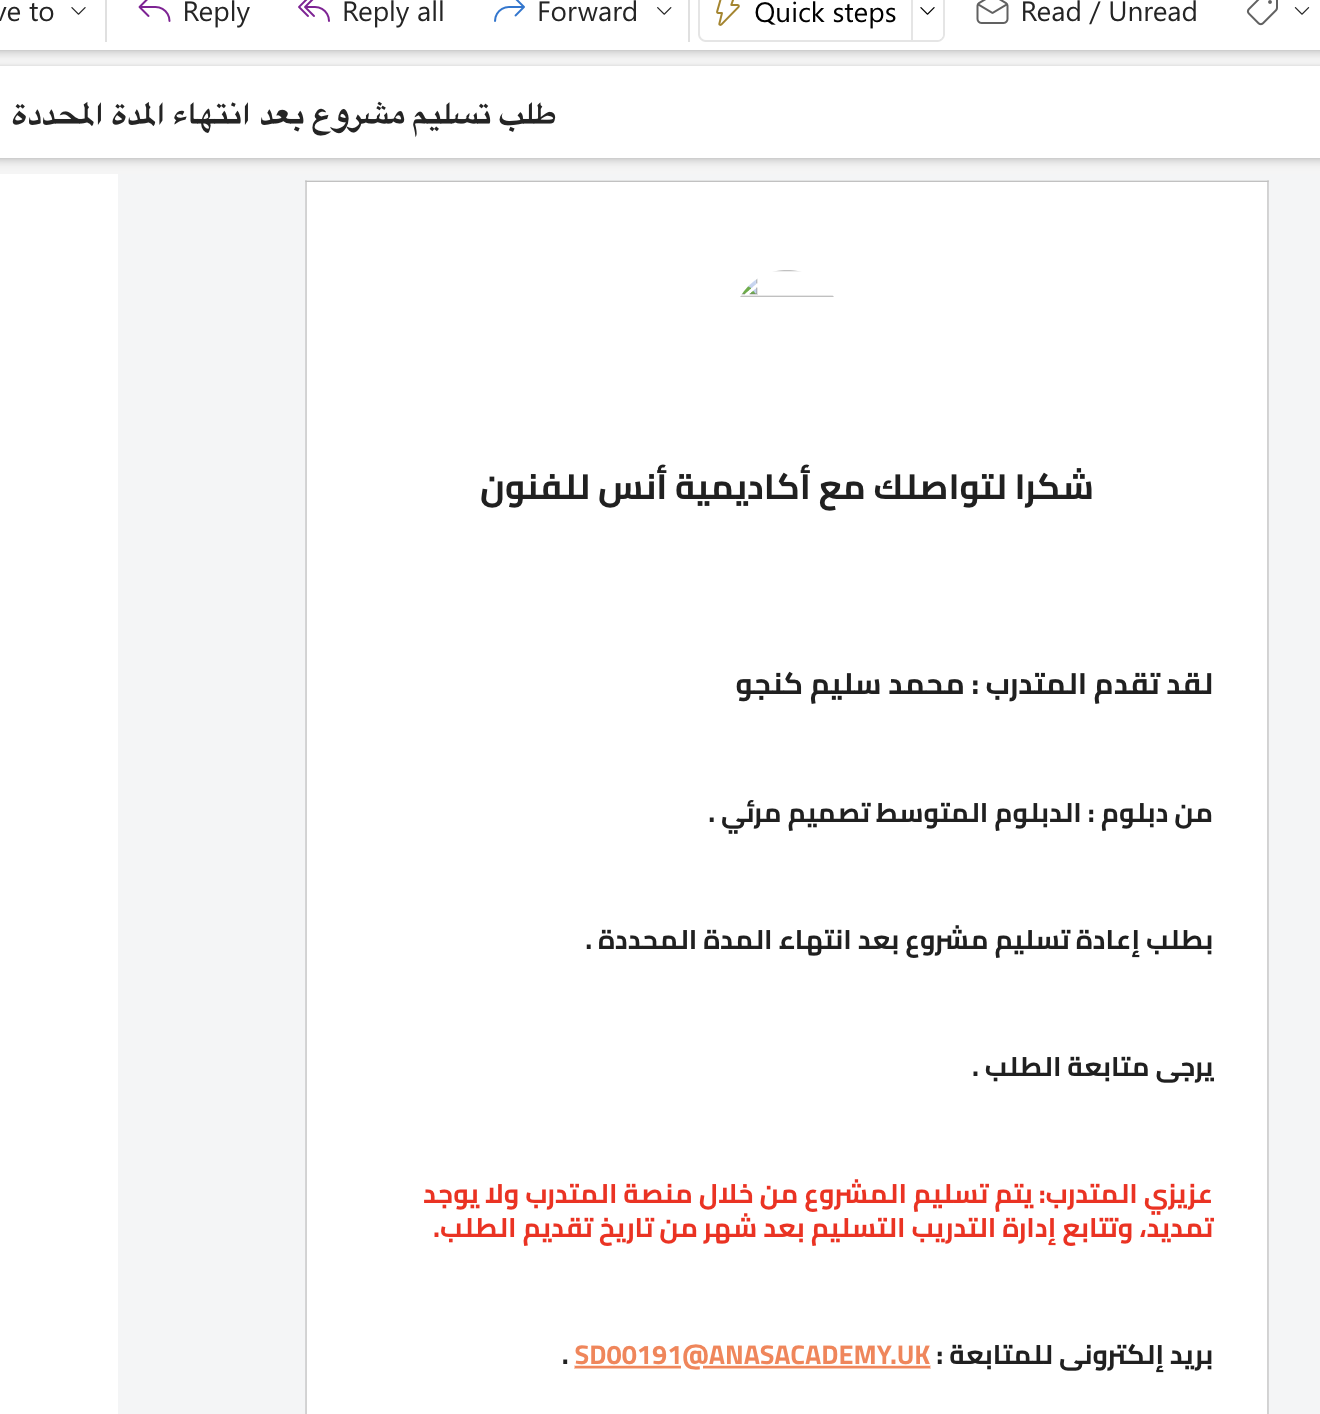 ve to
Reply
Reply all
Forward
Quick steps
Read / Unread
طلب تسليم مشروع بعد انتهاء المدة المحددة
شكرا لتواصلك مع أكاديمية أنس للفنون
لقد تقدم المتدرب : محمد سليم كنجو
من دبلوم : الدبلوم المتوسط تصميم مرئي .
بطلب إعادة تسليم مشروع بعد انتهاء المدة المحددة .
يرجى متابعة الطلب .
عزيزي المتدرب: يتم تسليم المشروع من خلال منصة المتدرب ولا يوجد
تمديد، وتتابع إدارة التدريب التسليم بعد شهر من تاريخ تقديم الطلب.
بريد إلكتروني للمتابعة : SD00191@ANASACADEMY.UK .